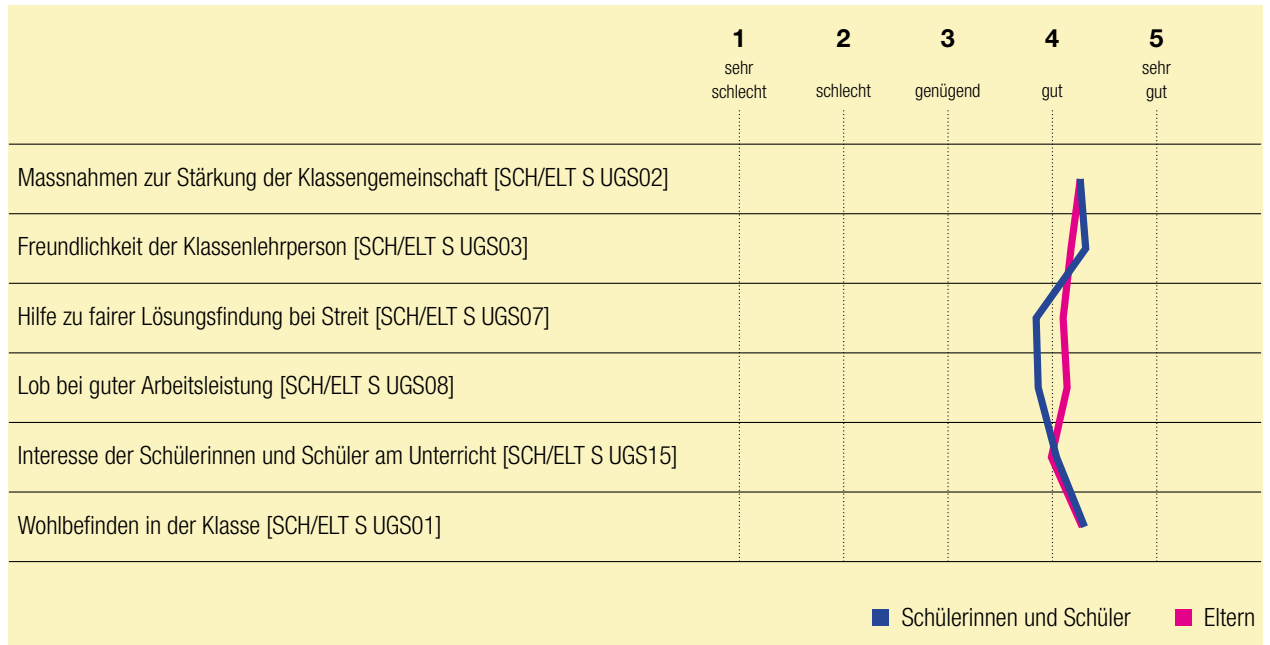 1 2 3 4 5
sehr schlecht schlecht genügend gut sehr gut
Massnahmen zur Stärkung der Klassengemeinschaft [SCH/ELT S UGS02]
Freundlichkeit der Klassenlehrperson [SCH/ELT S UGS03]
Hilfe zu fairer Lösungsfindung bei Streit [SCH/ELT S UGS07]
Lob bei guter Arbeitsleistung [SCH/ELT S UGS08]
Interesse der Schülerinnen und Schüler am Unterricht [SCH/ELT S UGS15]
Wohlbefinden in der Klasse [SCH/ELT S UGS01]
Schülerinnen und Schüler Eltern